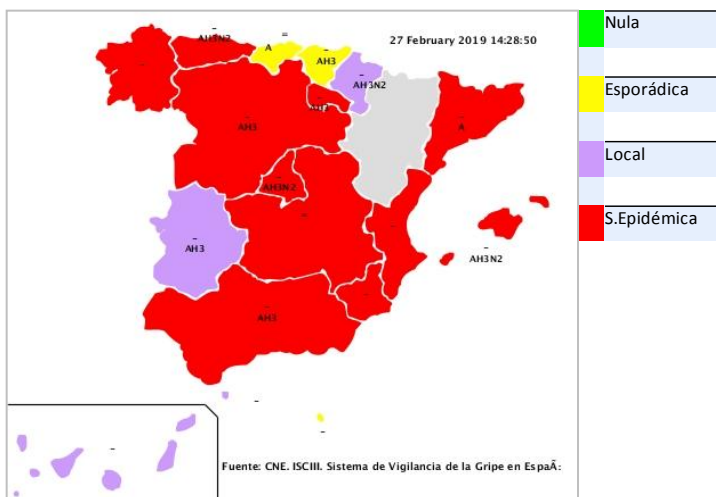 27 February 2019 14:28:50
Nula
Esporádica
Local
S.Epidémica
=
A
AH3
AH3N2
AH3
AH3
A
AH3N2
AH3N2
AH3
AH3
Fuente: CNE. ISCIII. Sistema de Vigilancia de la Gripe en EspaÃ: